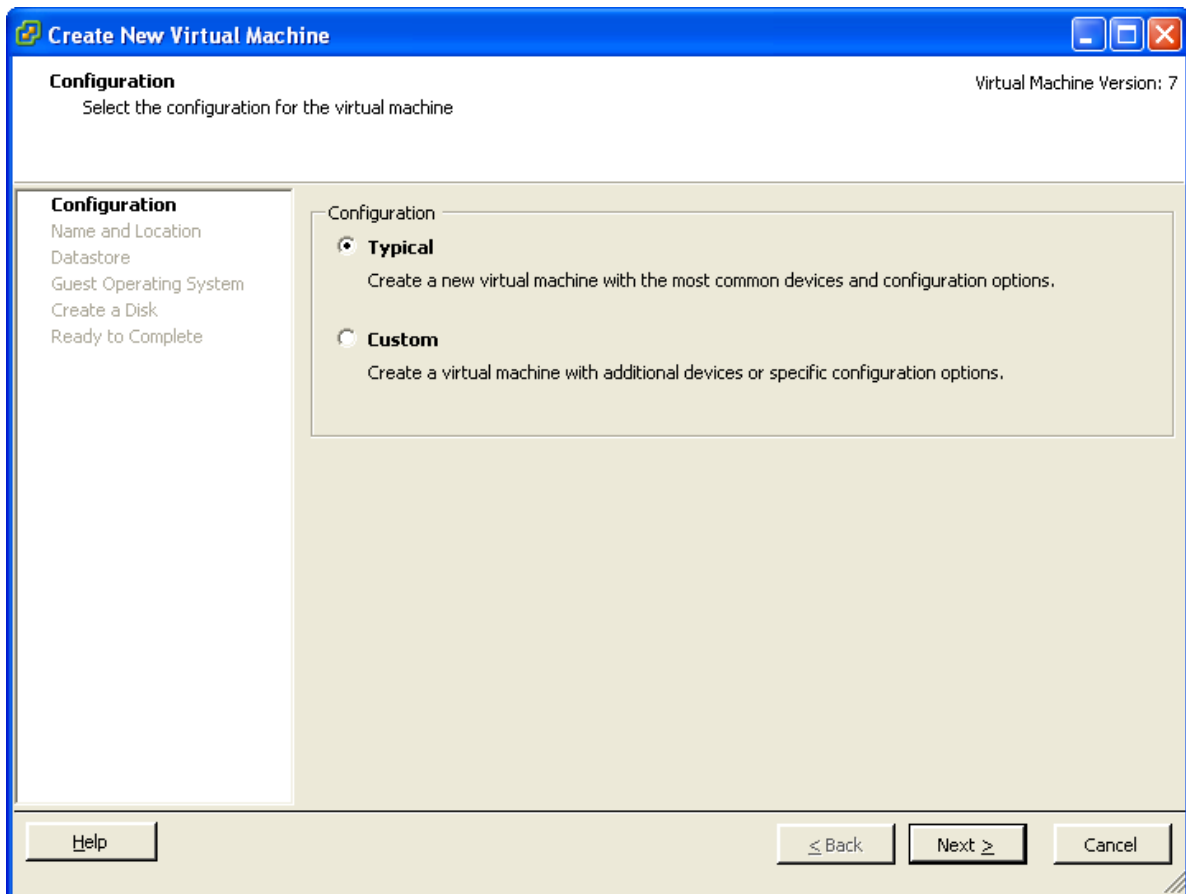 Create New Virtual Machine
Configuration
Virtual Machine Version: 7
Select the configuration for the virtual machine
Configuration
Name and Location
Datastore
Guest Operating System
Create a Disk
Ready to Complete
Configuration
Typical
Create a new virtual machine with the most common devices and configuration options.
Custom
Create a virtual machine with additional devices or specific configuration options.
Help
< Back
Next >
Cancel